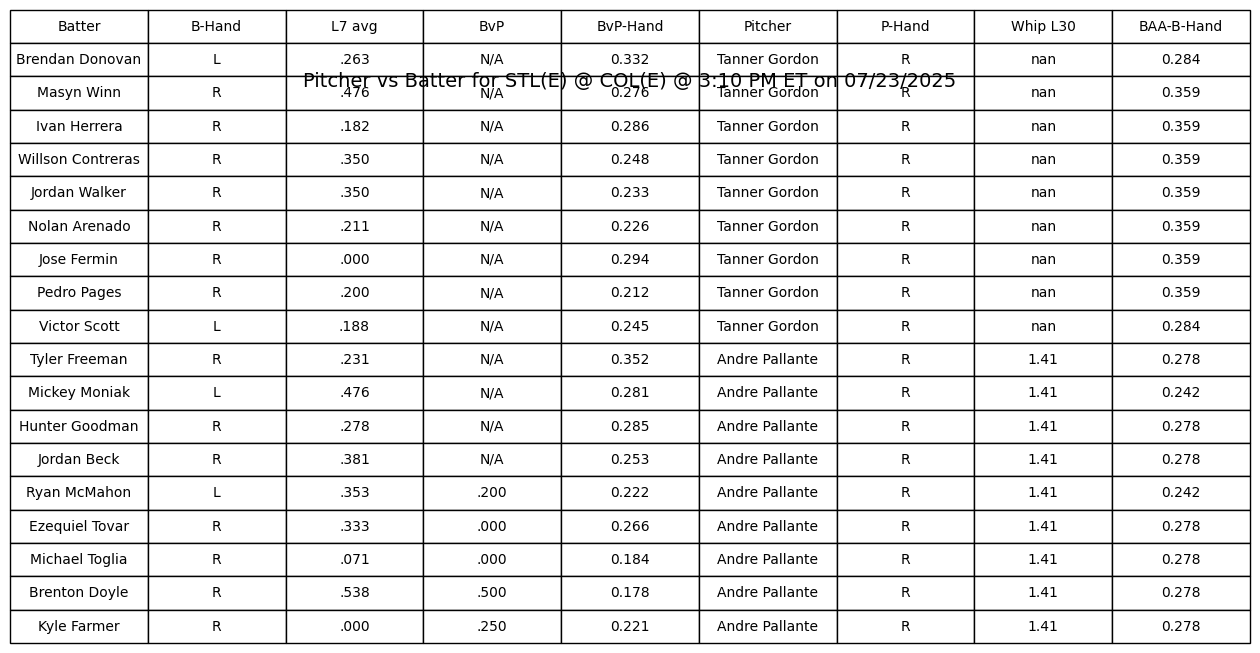 Batter B-Hand L7 avg BvP BvP-Hand Pitcher P-Hand Whip L30 BAA-B-Hand
Brendan Donovan L .263 N/A 0.332 Tanner Gordon R nan 0.284
Pitcher vs Batter for STL(E) @ COL(E) @ 3:10 PM ET on 07/23/2025
Masyn Winn R .476 N/A 0.276 Tanner Gordon R nan 0.359
Ivan Herrera R .182 N/A 0.286 Tanner Gordon R nan 0.359
Willson Contreras R .350 N/A 0.248 Tanner Gordon R nan 0.359
Jordan Walker R .350 N/A 0.233 Tanner Gordon R nan 0.359
Nolan Arenado R .211 N/A 0.226 Tanner Gordon R nan 0.359
Jose Fermin R .000 N/A 0.294 Tanner Gordon R nan 0.359
Pedro Pages R .200 N/A 0.212 Tanner Gordon R nan 0.359
Victor Scott L .188 N/A 0.245 Tanner Gordon R nan 0.284
Tyler Freeman R .231 N/A 0.352 Andre Pallante R 1.41 0.278
Mickey Moniak L .476 N/A 0.281 Andre Pallante R 1.41 0.242
Hunter Goodman R .278 N/A 0.285 Andre Pallante R 1.41 0.278
Jordan Beck R .381 N/A 0.253 Andre Pallante R 1.41 0.278
Ryan McMahon L .353 .200 0.222 Andre Pallante R 1.41 0.242
Ezequiel Tovar R .333 .000 0.266 Andre Pallante R 1.41 0.278
Michael Toglia R .071 .000 0.184 Andre Pallante R 1.41 0.278
Brenton Doyle R .538 .500 0.178 Andre Pallante R 1.41 0.278
Kyle Farmer R .000 .250 0.221 Andre Pallante R 1.41 0.278